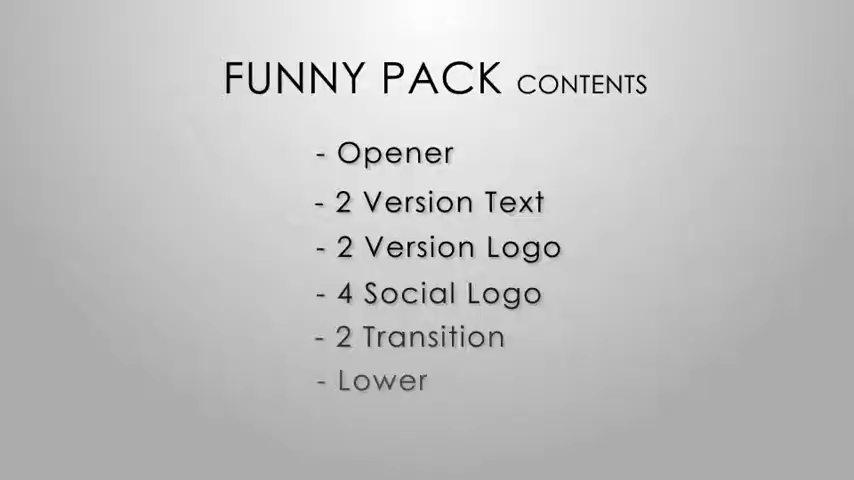 FUNNY PACK CONTENTS
- Opener
- 2 Version Text
- 2 Version Logo
- 4 Social Logo
- 2 Transition
- Lower